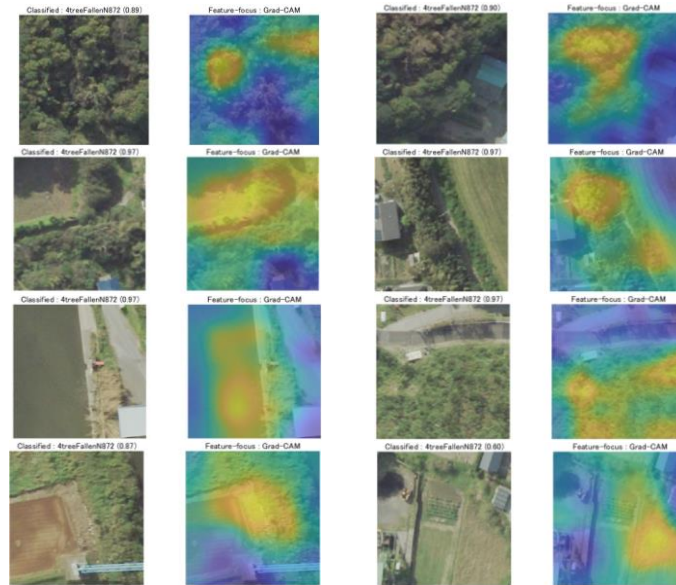 Classified : 4treeFallenN872 (0.89)
Feature-focus : Grad-CAM
Classified : 4treeFallenN872 (0.90)
Feature-focus : Grad-CAM
Classified : 4treeFallenN872 (0.97)
Feature-focus : Grad-CAM
Classified : 4treeFallenN872 (0.97)
Feature-focus : Grad-CAM
Classified : 4treeFallenN872 (0.97)
Feature-focus : Grad-CAM
Classified : 4treeFallenN872 (0.97)
Feature-focus : Grad-CAM
Classified : 4treeFallenN872 (0.87)
Feature-focus : Grad-CAM
Classified : 4treeFallenN872 (0.60)
Feature-focus : Grad-CAM